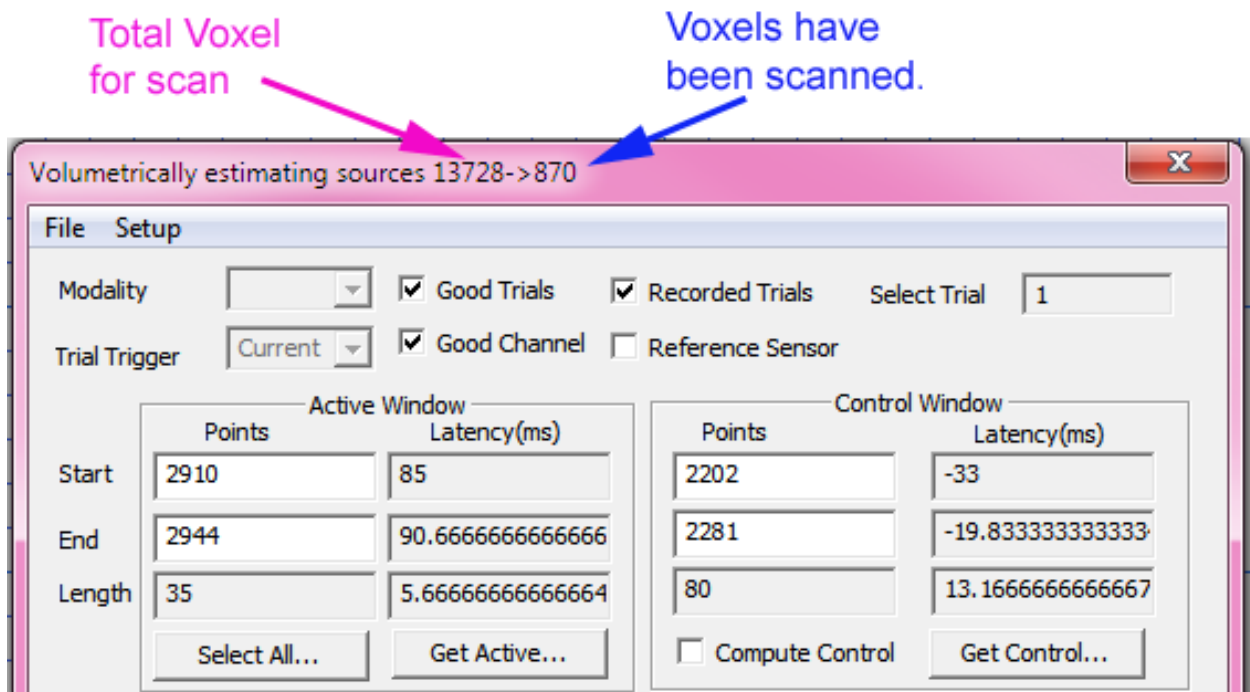 Total Voxel
for scan
Voxels have
been scanned.
Volumetrically estimating sources 13728->870
File Setup
Modality Good Trials Recorded Trials Select Trial 1
Trial Trigger Current Good Channel Reference Sensor
Active Window Control Window
Points Latency(ms) Points Latency(ms)
Start 2910 85 2202 -33
End 2944 90.6666666666666 2281 -19.833333333333
Length 35 5.66666666666664 80 13.1666666666667
Select All... Get Active... Compute Control Get Control...